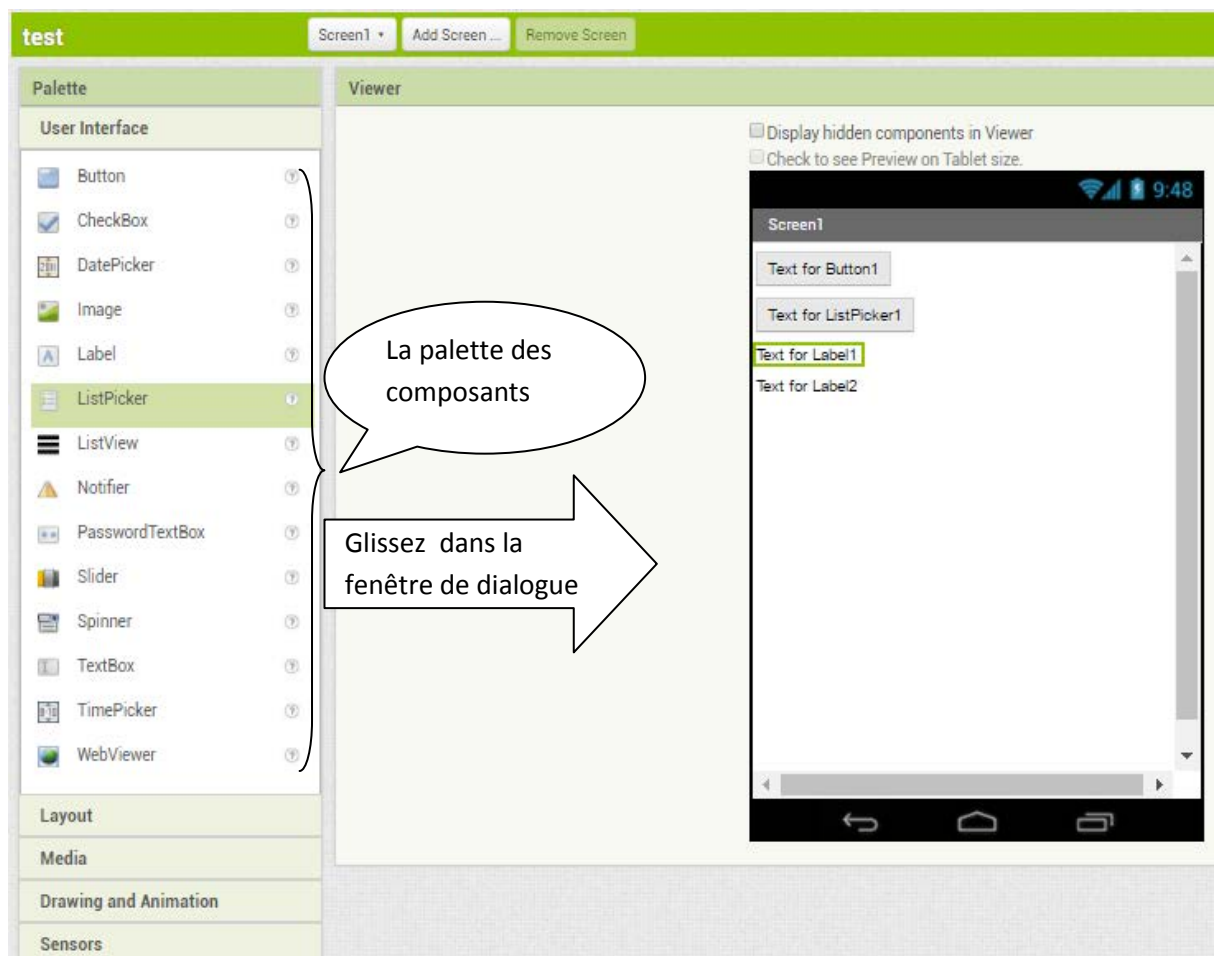 test
Screen1
Add Screen ...
Remove Screen
Palette
Viewer
User Interface
Button
CheckBox
DatePicker
Image
Label
ListPicker
ListView
Notifier
PasswordTextBox
Slider
Spinner
TextBox
TimePicker
WebViewer
Layout
Media
Drawing and Animation
Sensors
La palette des
composants
Glissez dans la
fenêtre de dialogue
Display hidden components in Viewer
Check to see Preview on Tablet size.
9:48
Screen1
Text for Button1
Text for ListPicker1
Text for Label1
Text for Label2